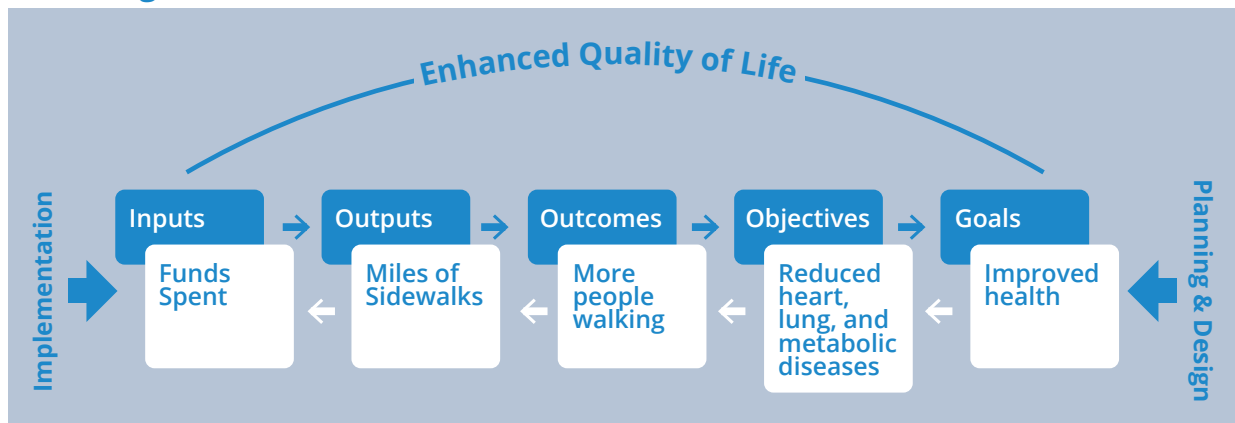 Enhanced Quality of Life
Implementation
Inputs
Funds
Spent
Outputs
Miles of
Sidewalks
Outcomes
More
people
walking
Objectives
Reduced
heart,
lung, and
metabolic
diseases
Goals
Improved
health
Planning & Design